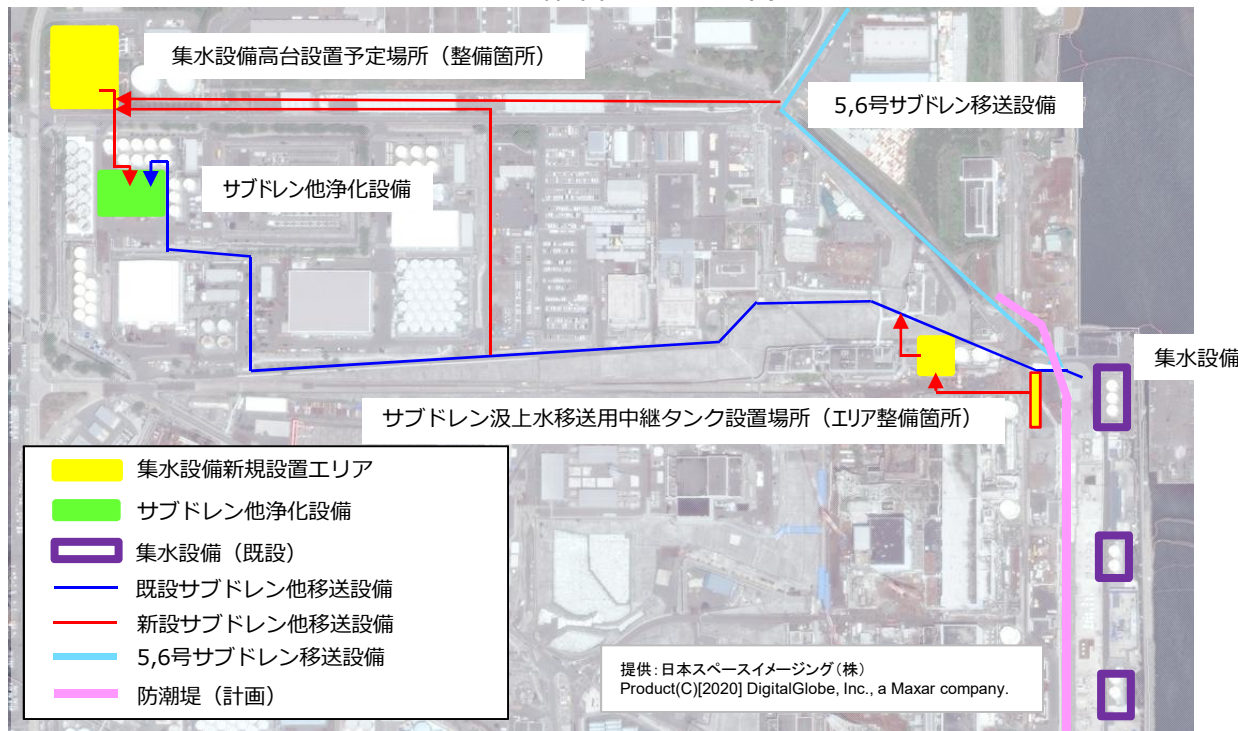 集水設備高台設置予定場所（整備箇所）
5,6号サブドレン移送設備
サブドレン他浄化設備
集水設備
サブドレン汲上水移送用中継タンク設置場所（エリア整備箇所）
集水設備新規設置エリア
サブドレン他浄化設備
集水設備（既設）
既設サブドレン他移送設備
新設サブドレン他移送設備
5,6号サブドレン移送設備
防潮堤（計画）
提供：日本スペースイメージング（株）
Product(C)[2020] DigitalGlobe, Inc., a Maxar company.